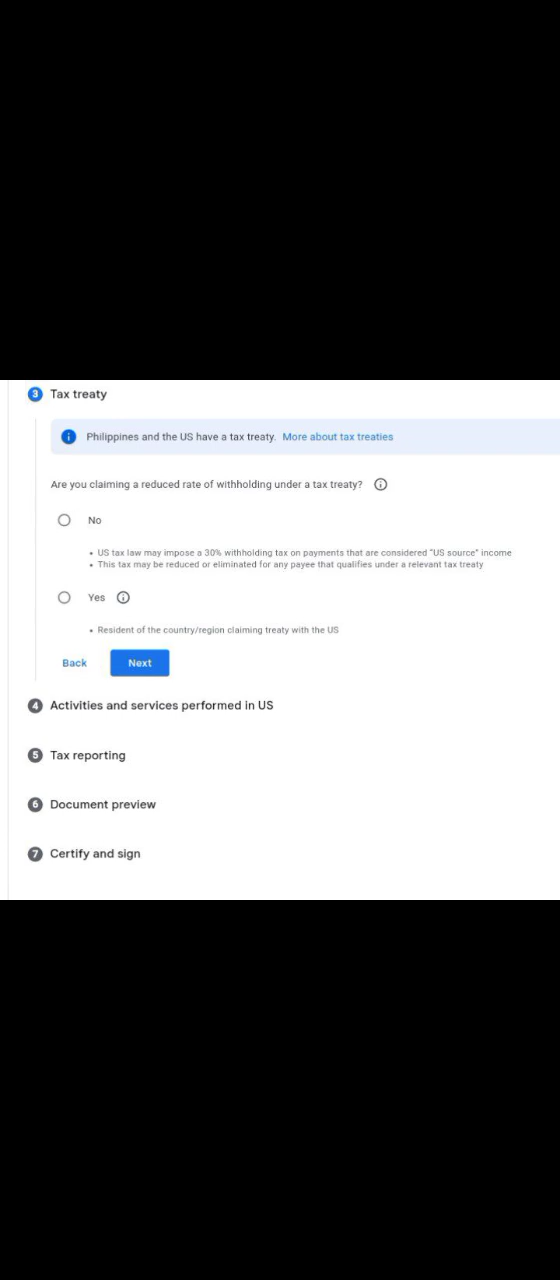 3 Tax treaty
Philippines and the US have a tax treaty. More about tax treaties
Are you claiming a reduced rate of withholding under a tax treaty?
No
• US tax law may impose a 30% withholding tax on payments that are considered "US source" income
• This tax may be reduced or eliminated for any payee that qualifies under a relevant tax treaty
Yes
• Resident of the country/region claiming treaty with the US
Back Next
4 Activities and services performed in US
5 Tax reporting
6 Document preview
7 Certify and sign